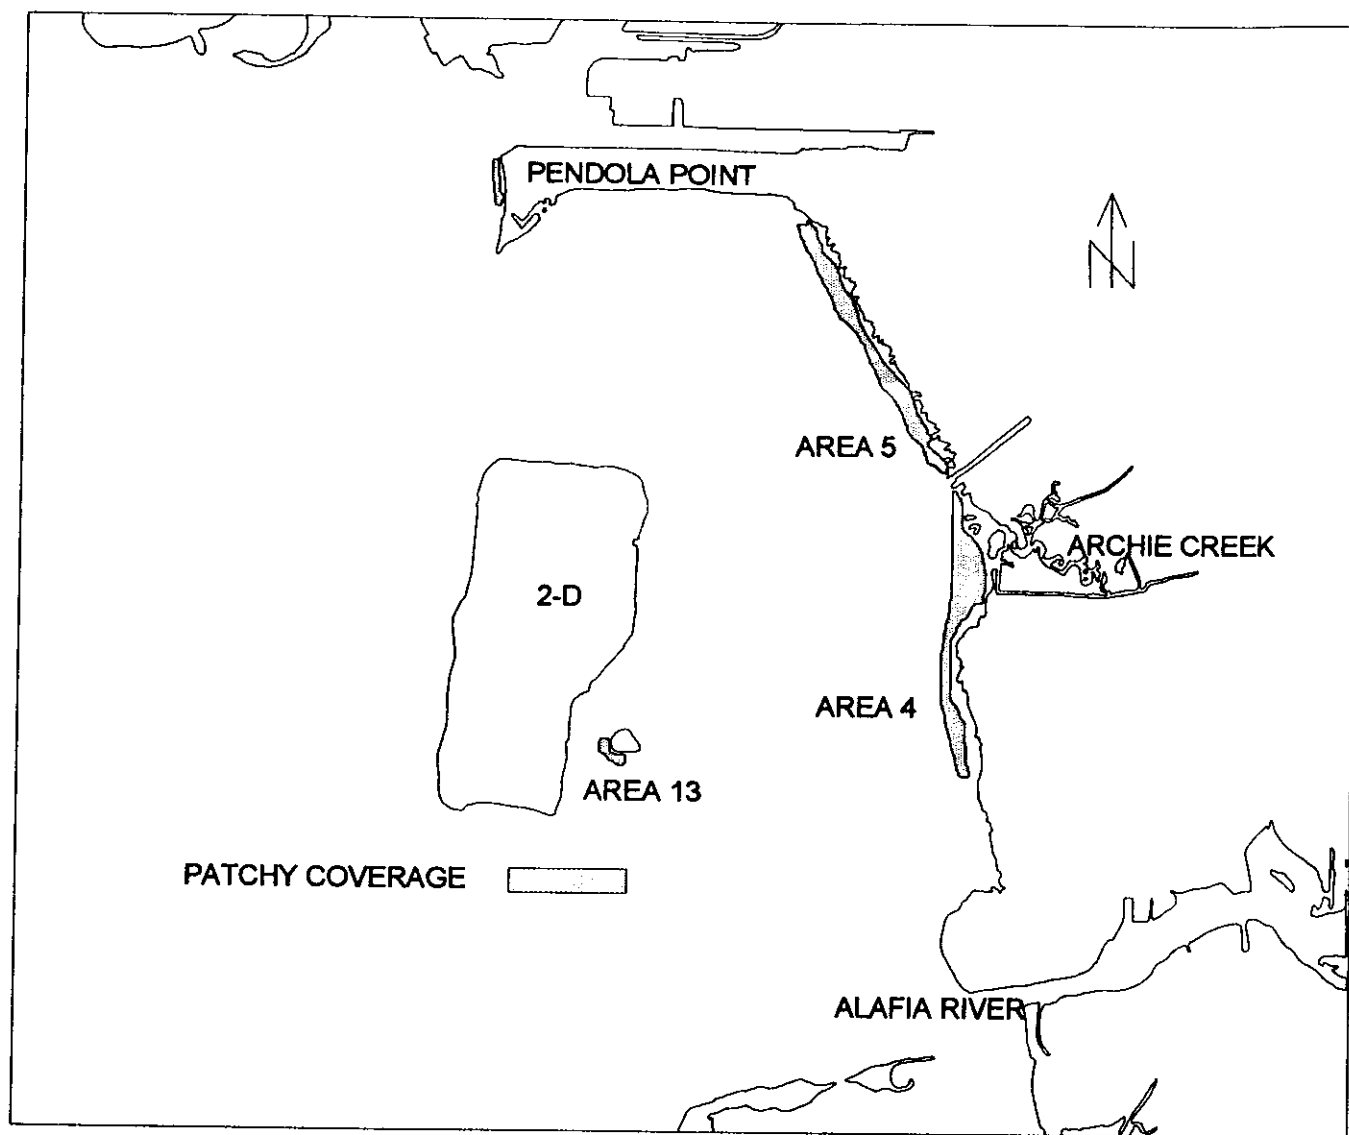 PENDOLA POINT
N
AREA 5
ARCHIE CREEK
2-D
AREA 4
AREA 13
PATCHY COVERAGE
ALAFIA RIVER